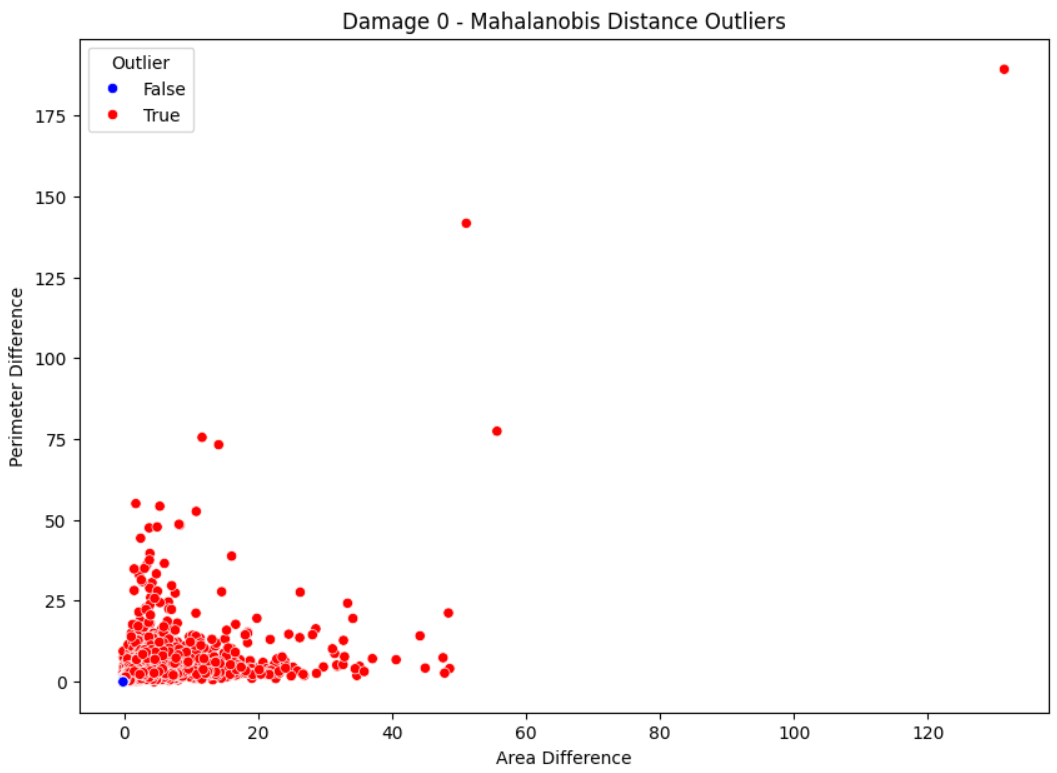 Damage 0 - Mahalanobis Distance Outliers
Outlier
False
True
175
150
125
100
75
50
25
0
Perimeter Difference
0 20 40 60 80 100 120
Area Difference